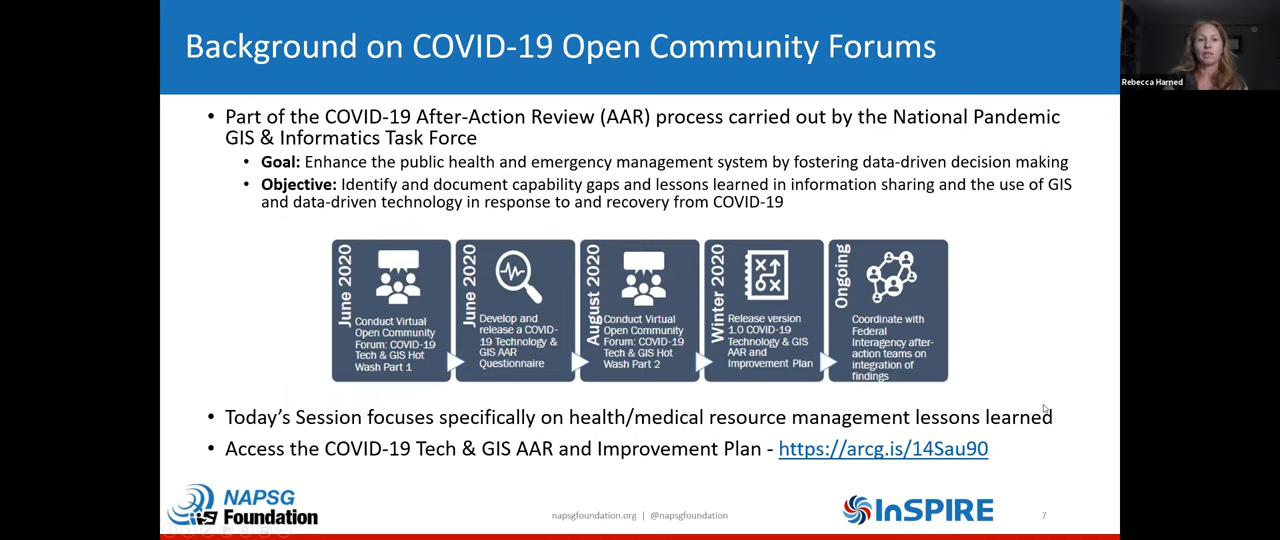 Background on COVID-19 Open Community Forums
Rebecca Harned
• Part of the COVID-19 After-Action Review (AAR) process carried out by the National Pandemic
GIS & Informatics Task Force
• Goal: Enhance the public health and emergency management system by fostering data-driven decision making
• Objective: Identify and document capability gaps and lessons learned in information sharing and the use of GIS
and data-driven technology in response to and recovery from COVID-19
June 2020
Conduct Virtual
Open Community
Forum: COVID-19
Tech & GIS Hot
Wash Part 1
June 2020
Develop and
release a COVID-
19 Technology &
GIS AAR
Questionnaire
August 2020
Conduct Virtual
Open Community
Forum: COVID-19
Tech & GIS Hot
Wash Part 2
Winter 2020
Release version
1.0 COVID-19
Technology & GIS
AAR and
Improvement Plan
Ongoing
Coordinate with
Federal
Interagency after-
action teams on
integration of
findings
• Today's Session focuses specifically on health/medical resource management lessons learned
• Access the COVID-19 Tech & GIS AAR and Improvement Plan - https://arcg.is/14Sau90
NAPSG
Foundation
napsgfoundation.org | @napsgfoundation
InSPIRE
7